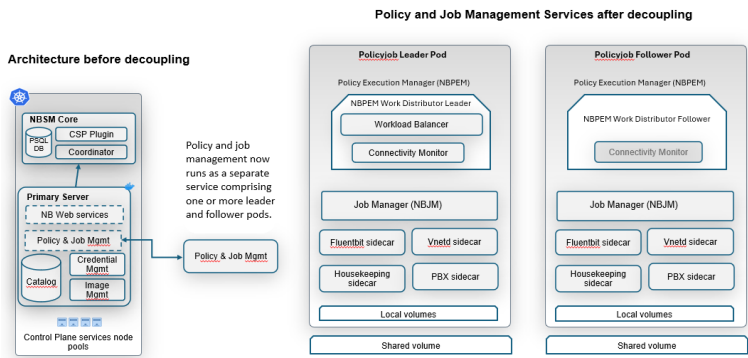 Policy and Job Management Services after decoupling
Architecture before decoupling
NBSM Core
PSQL
DB
CSP Plugin
Coordinator
Primary Server
NB Web services
Policy & Job Mgmt
Catalog
Credential
Mgmt
Image
Mgmt
Control Plane services node
pools
Policy and job
management now
runs as a separate
service comprising
one or more leader
and follower pods.
Policy & Job Mgmt
Policyjob Leader Pod
Policy Execution Manager (NBPEM)
NBPEM Work Distributor Leader
Workload Balancer
Connectivity Monitor
Job Manager (NBJM)
Fluentbit sidecar
Vnetd sidecar
Housekeeping
sidecar
PBX sidecar
Local volumes
Shared volume
Policyjob Follower Pod
Policy Execution Manager (NBPEM)
NBPEM Work Distributor Follower
Connectivity Monitor
Job Manager (NBJM)
Fluentbit sidecar
Vnetd sidecar
Housekeeping
sidecar
PBX sidecar
Local volumes
Shared volume